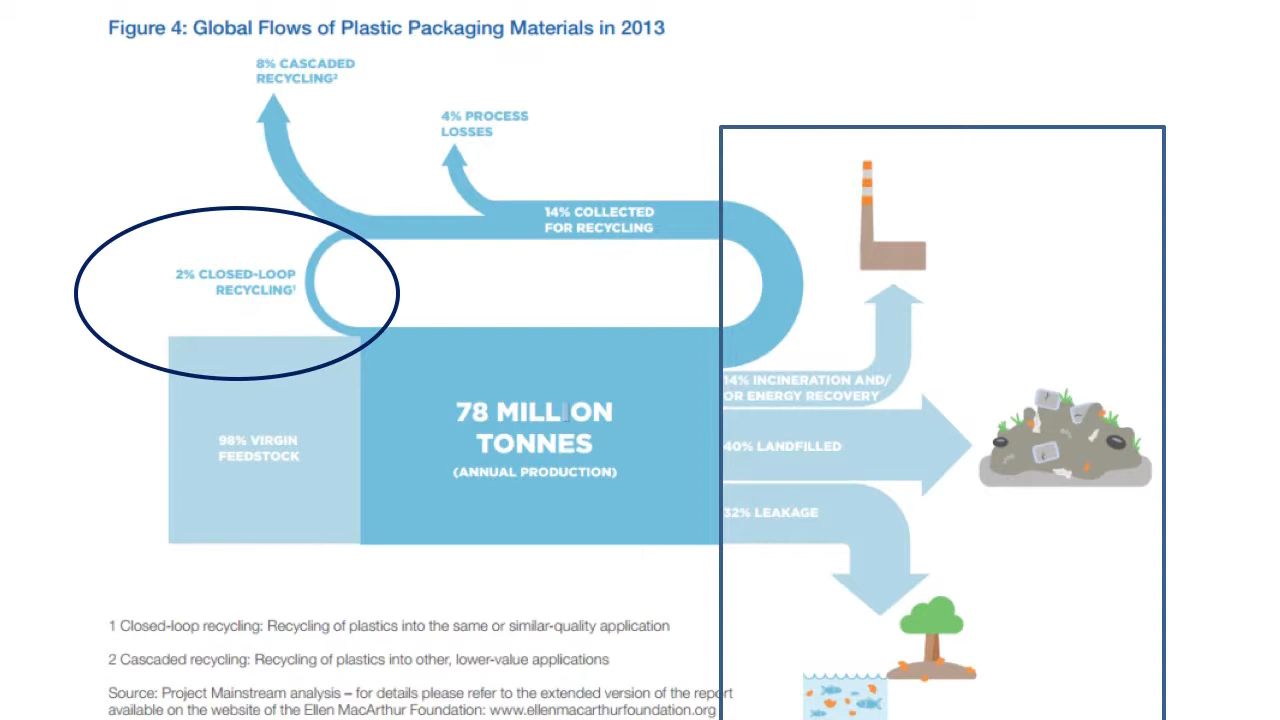 Figure 4: Global Flows of Plastic Packaging Materials in 2013
8% CASCADED
RECYCLING²
4% PROCESS
LOSSES
14% COLLECTED
FOR RECYCLING
2% CLOSED-LOOP
RECYCLING¹
14% INCINERATION AND/
OR ENERGY RECOVERY
78 MILLION
TONNES
(ANNUAL PRODUCTION)
98% VIRGIN
FEEDSTOCK
40% LANDFILLED
32% LEAKAGE
1 Closed-loop recycling: Recycling of plastics into the same or similar-quality application
2 Cascaded recycling: Recycling of plastics into other, lower-value applications
Source: Project Mainstream analysis – for details please refer to the extended version of the report
available on the website of the Ellen MacArthur Foundation: www.ellenmacarthurfoundation.org